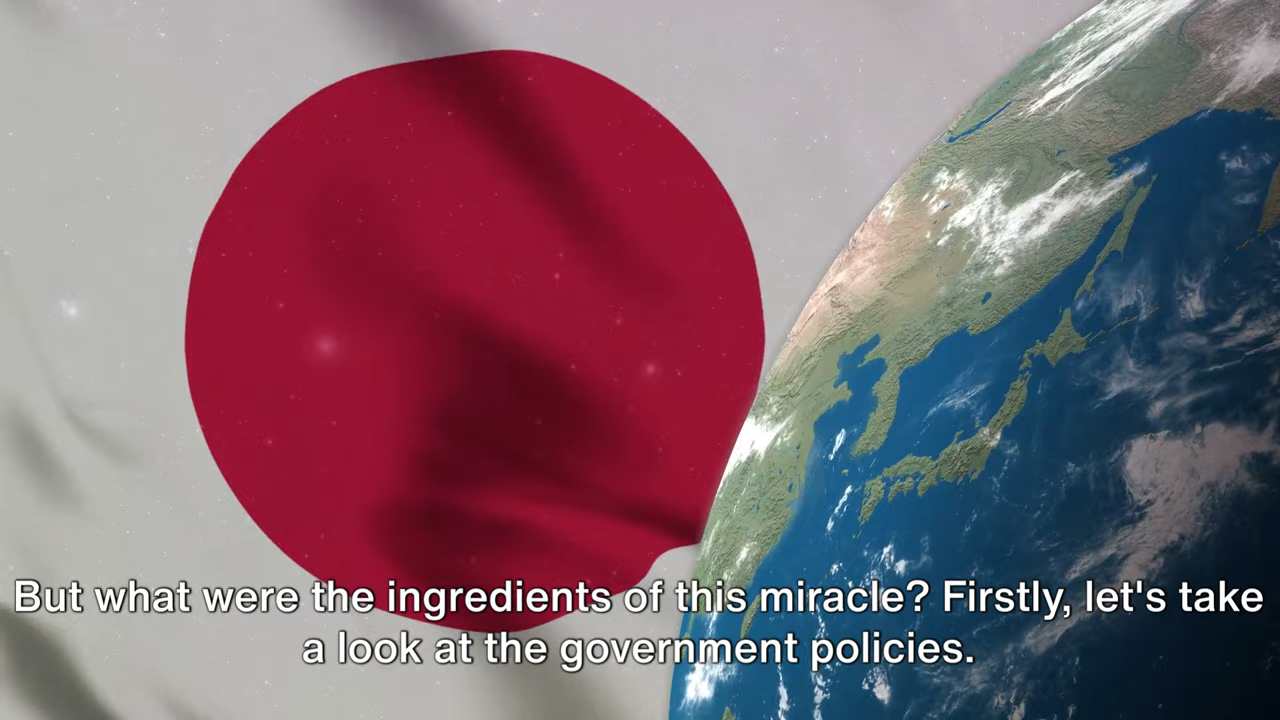 But what were the ingredients of this miracle? Firstly, let's take
a look at the government policies.